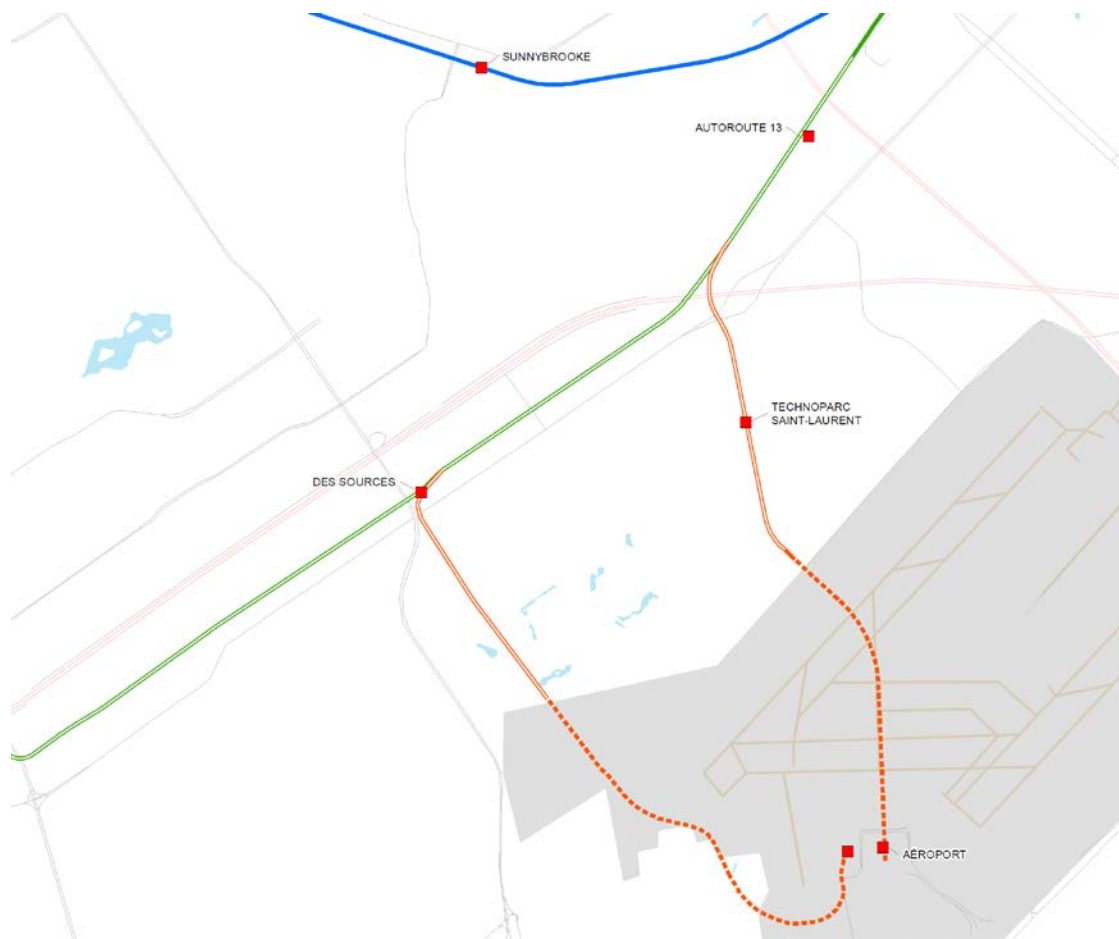 SUNNYBROOKE
AUTOROUTE 13
TECHNOPARC
SAINT-LAURENT
DES SOURCES
AÉROPORT